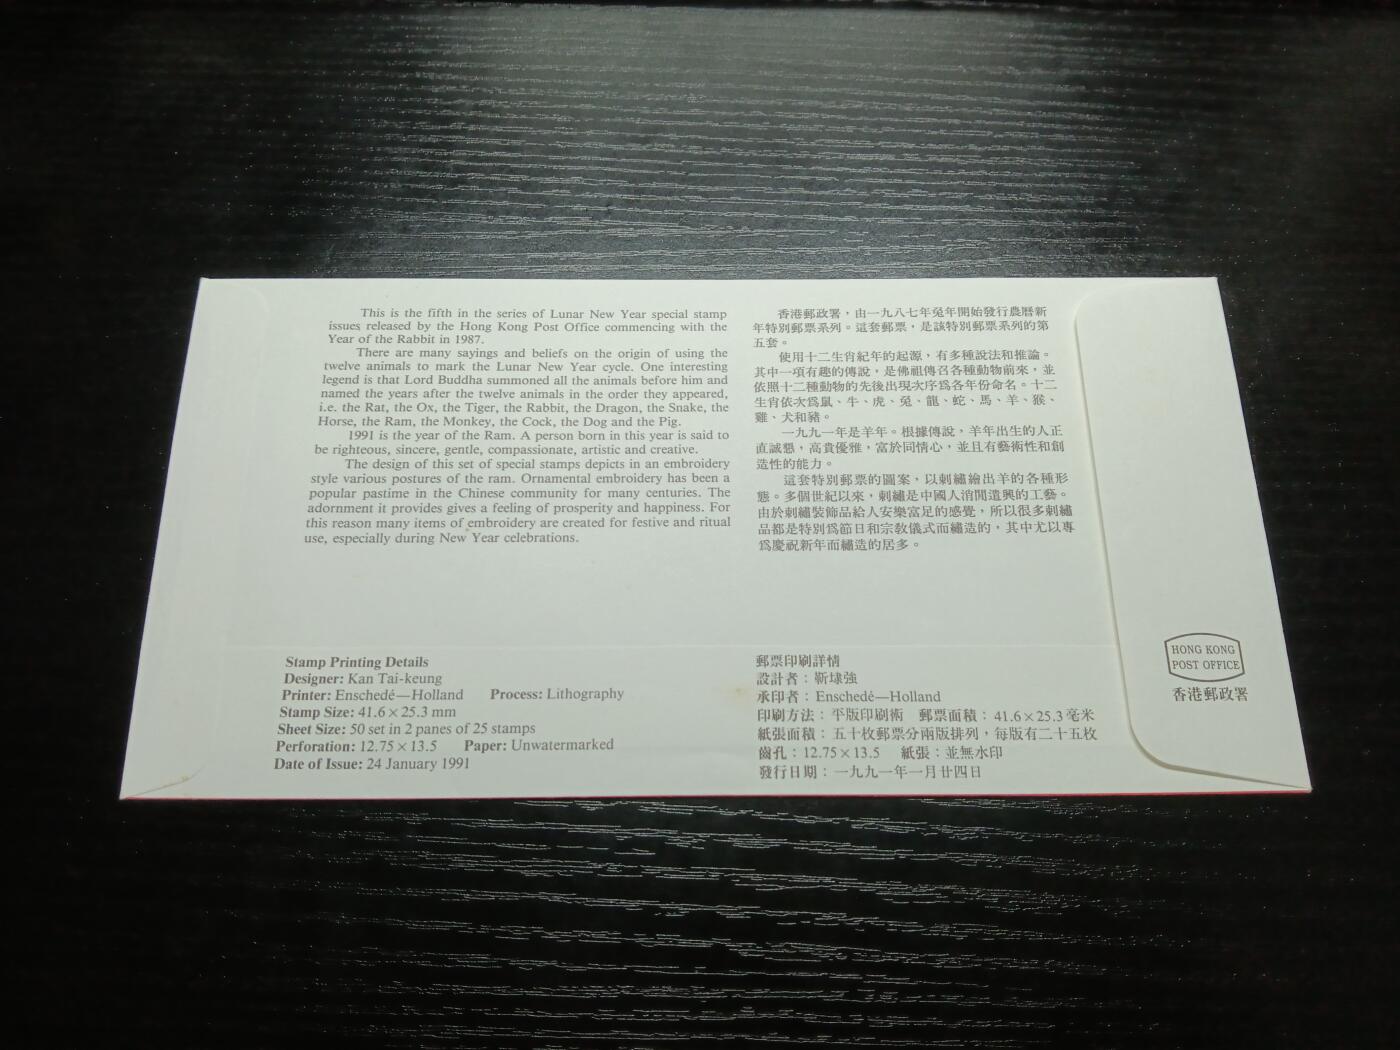 This is the fifth in the series of Lunar New Year special stamp
issues released by the Hong Kong Post Office commencing with the
Year of the Rabbit in 1987.
There are many sayings and beliefs on the origin of using the
twelve animals to mark the Lunar New Year cycle. One interesting
legend is that Lord Buddha summoned all the animals before him and
named the years after the twelve animals in the order they appeared,
i.e. the Rat, the Ox, the Tiger, the Rabbit, the Dragon, the Snake, the
Horse, the Ram, the Monkey, the Cock, the Dog and the Pig.
1991 is the year of the Ram. A person born in this year is said to
be righteous, sincere, gentle, compassionate, artistic and creative.
The design of this set of special stamps depicts in an embroidery
style various postures of the ram. Ornamental embroidery has been a
popular pastime in the Chinese community for many centuries. The
adornment it provides gives a feeling of prosperity and happiness. For
this reason many items of embroidery are created for festive and ritual
use, especially during New Year celebrations.
香港郵政署，由一九八七年兔年開始發行農曆新
年特別郵票系列。這套郵票，是該特別郵票系列的第
五套。
使用十二生肖紀年的起源，有多種說法和推論。
其中一項有趣的傳說，是佛祖傳召各種動物前來，並
依照十二種動物的先後出現次序爲各年份命名。十二
生肖依次爲鼠、牛、虎、兔、龍、蛇、馬、羊、猴、
雞、犬和豬。
一九九一年是羊年。根據傳說，羊年出生的人正
直誠懇，高貴優雅，富於同情心，並且有藝術性和創
造性的能力。
這套特別郵票的圖案，以刺繡繪出羊的各種形
態。多個世紀以來，刺繡是中國人消閒遣興的工藝。
由於刺繡裝飾品給人安樂富足的感覺，所以很多刺繡
品都是特別爲節日和宗教儀式而繡造的，其中尤以專
爲慶祝新年而繡造的居多。
Stamp Printing Details
Designer: Kan Tai-keung
Printer: Enschedé—Holland Process: Lithography
Stamp Size: 41.6 × 25.3 mm
Sheet Size: 50 set in 2 panes of 25 stamps
Perforation: 12.75 × 13.5 Paper: Unwatermarked
Date of Issue: 24 January 1991
郵票印刷詳情
設計者：靳埭強
承印者：Enschedé—Holland
印刷方法：平版印刷術 郵票面積：41.6×25.3毫米
紙張面積：五十枚郵票分兩版排列，每版有二十五枚
齒孔：12.75×13.5 紙張：並無水印
發行日期：一九九一年一月廿四日
HONG KONG
POST OFFICE
香港郵政署